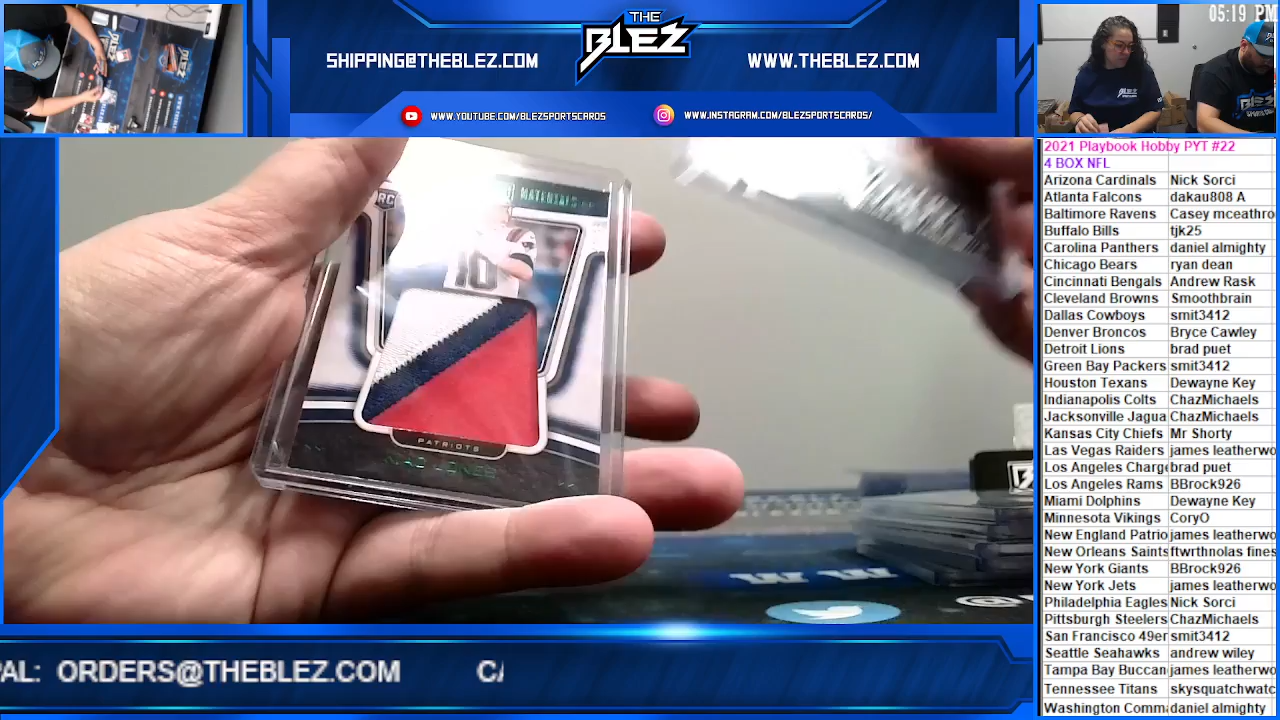 05:19 PM
THE
BLEZ
SHIPPING@THEBLEZ.COM
WWW.THEBLEZ.COM
WWW.YOUTUBE.COM/BLEZSPORTSCARDS
WWW.INSTAGRAM.COM/BLEZSPORTSCARDS/
RC
MATERIALS
10
PATRIOTS
MAC JONES
2021 Playbook Hobby PYT #22
4 BOX NFL
Arizona Cardinals Nick Sorci
Atlanta Falcons dakau808 A
Baltimore Ravens Casey mceathro
Buffalo Bills tjk25
Carolina Panthers daniel almighty
Chicago Bears ryan dean
Cincinnati Bengals Andrew Rask
Cleveland Browns Smoothbrain
Dallas Cowboys smit3412
Denver Broncos Bryce Cawley
Detroit Lions brad puet
Green Bay Packers smit3412
Houston Texans Dewayne Key
Indianapolis Colts ChazMichaels
Jacksonville Jagua ChazMichaels
Kansas City Chiefs Mr Shorty
Las Vegas Raiders james leatherwo
Los Angeles Charge brad puet
Los Angeles Rams BBrock926
Miami Dolphins Dewayne Key
Minnesota Vikings CoryO
New England Patrio james leatherwo
New Orleans Saints ftwrthnolas fines
New York Giants BBrock926
New York Jets james leatherwo
Philadelphia Eagles Nick Sorci
Pittsburgh Steelers ChazMichaels
San Francisco 49er smit3412
Seattle Seahawks andrew wiley
Tampa Bay Buccan james leatherwo
Tennessee Titans skysquatchwatc
Washington Comma daniel almighty
PAL: ORDERS@THEBLEZ.COM CA